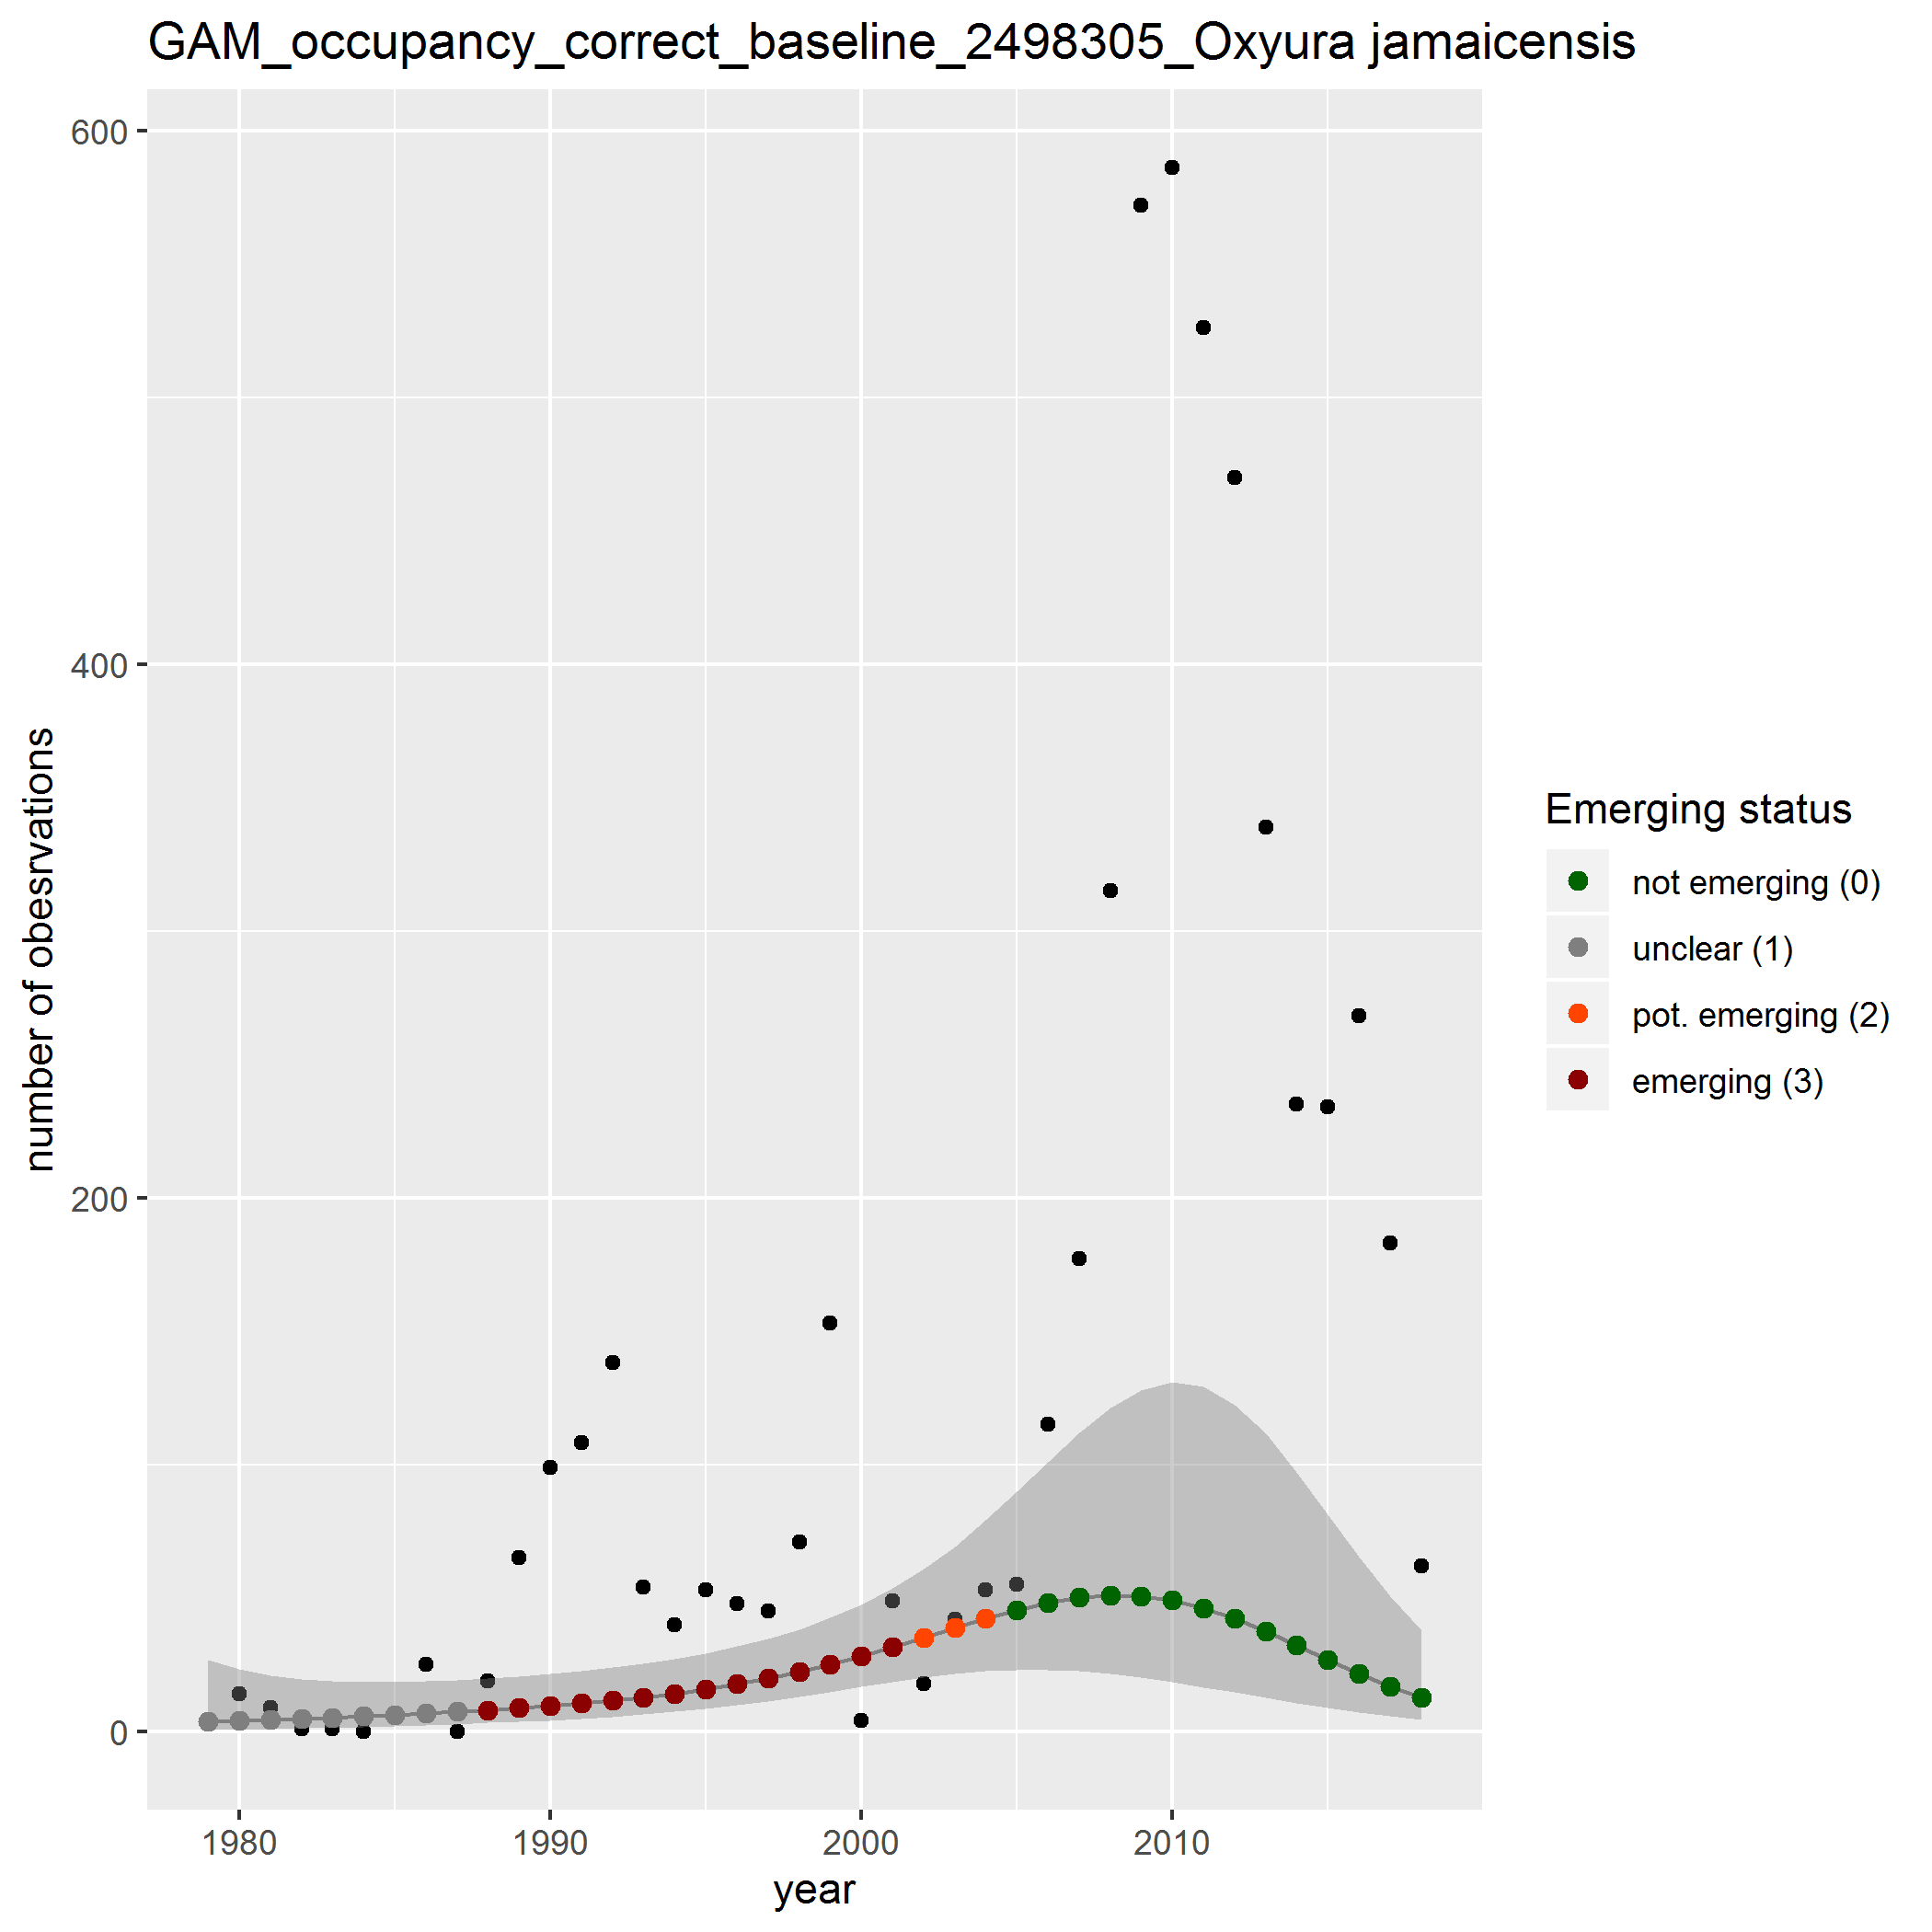 GAM_occupancy_correct_baseline_2498305_Oxyura jamaicensis
600
400
200
0
number of obesrvations
1980
1990
2000
2010
year
Emerging status
not emerging (0)
unclear (1)
pot. emerging (2)
emerging (3)